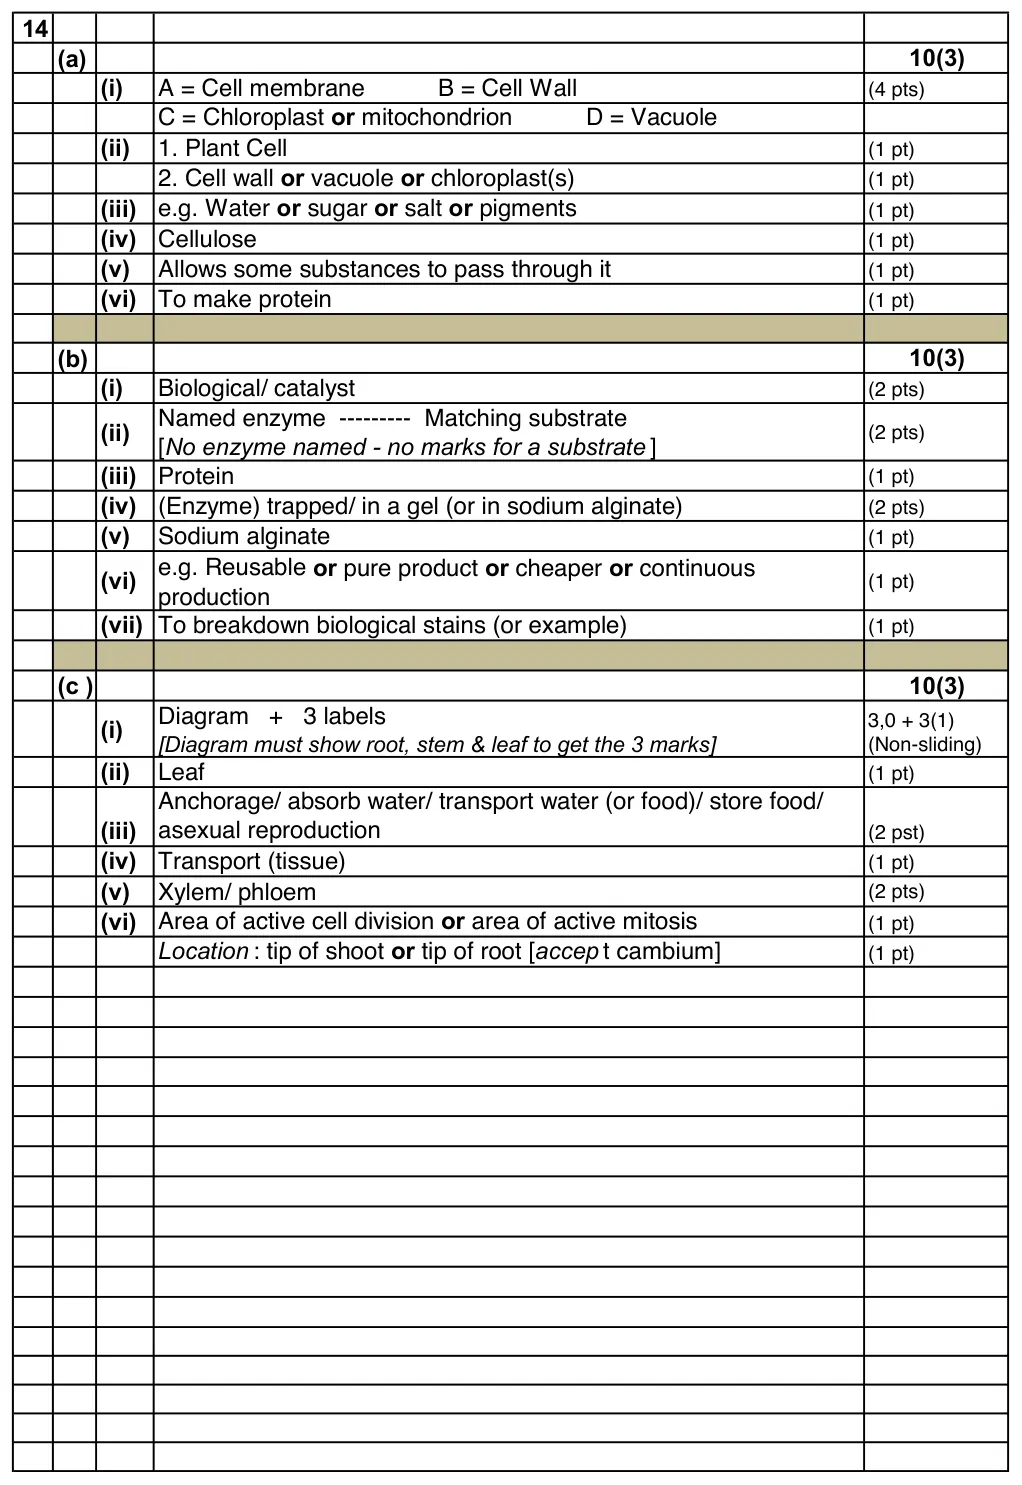 14
(a) 10(3)
(i) A = Cell membrane B = Cell Wall (4 pts)
C = Chloroplast or mitochondrion D = Vacuole
(ii) 1. Plant Cell (1 pt)
2. Cell wall or vacuole or chloroplast(s) (1 pt)
(iii) e.g. Water or sugar or salt or pigments (1 pt)
(iv) Cellulose (1 pt)
(v) Allows some substances to pass through it (1 pt)
(vi) To make protein (1 pt)
(b) 10(3)
(i) Biological/ catalyst (2 pts)
(ii) Named enzyme --------- Matching substrate (2 pts)
[No enzyme named - no marks for a substrate ]
(iii) Protein (1 pt)
(iv) (Enzyme) trapped/ in a gel (or in sodium alginate) (2 pts)
(v) Sodium alginate (1 pt)
(vi) e.g. Reusable or pure product or cheaper or continuous (1 pt)
production
(vii) To breakdown biological stains (or example) (1 pt)
(c ) 10(3)
(i) Diagram + 3 labels 3,0 + 3(1)
[Diagram must show root, stem & leaf to get the 3 marks] (Non-sliding)
(ii) Leaf (1 pt)
Anchorage/ absorb water/ transport water (or food)/ store food/
(iii) asexual reproduction (2 pst)
(iv) Transport (tissue) (1 pt)
(v) Xylem/ phloem (2 pts)
(vi) Area of active cell division or area of active mitosis (1 pt)
Location : tip of shoot or tip of root [accep t cambium] (1 pt)